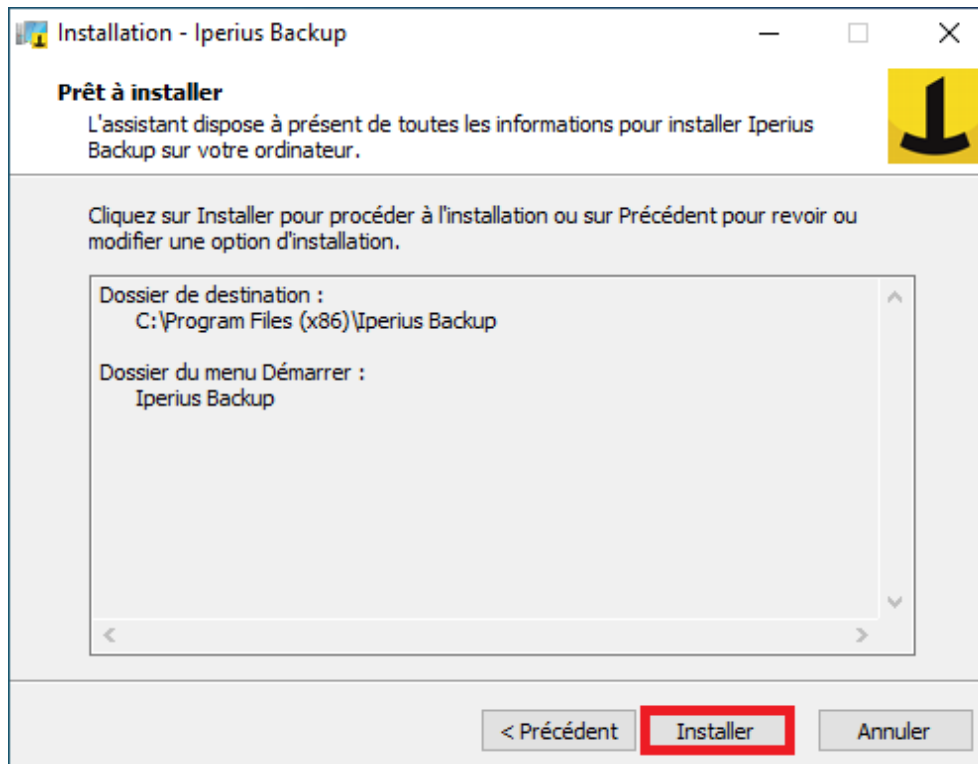 Installation - Iperius Backup
Prêt à installer
L'assistant dispose à présent de toutes les informations pour installer Iperius
Backup sur votre ordinateur.
Cliquez sur Installer pour procéder à l'installation ou sur Précédent pour revoir ou
modifier une option d'installation.
Dossier de destination :
C:\Program Files (x86)\Iperius Backup
Dossier du menu Démarrer :
Iperius Backup
< Précédent
Installer
Annuler